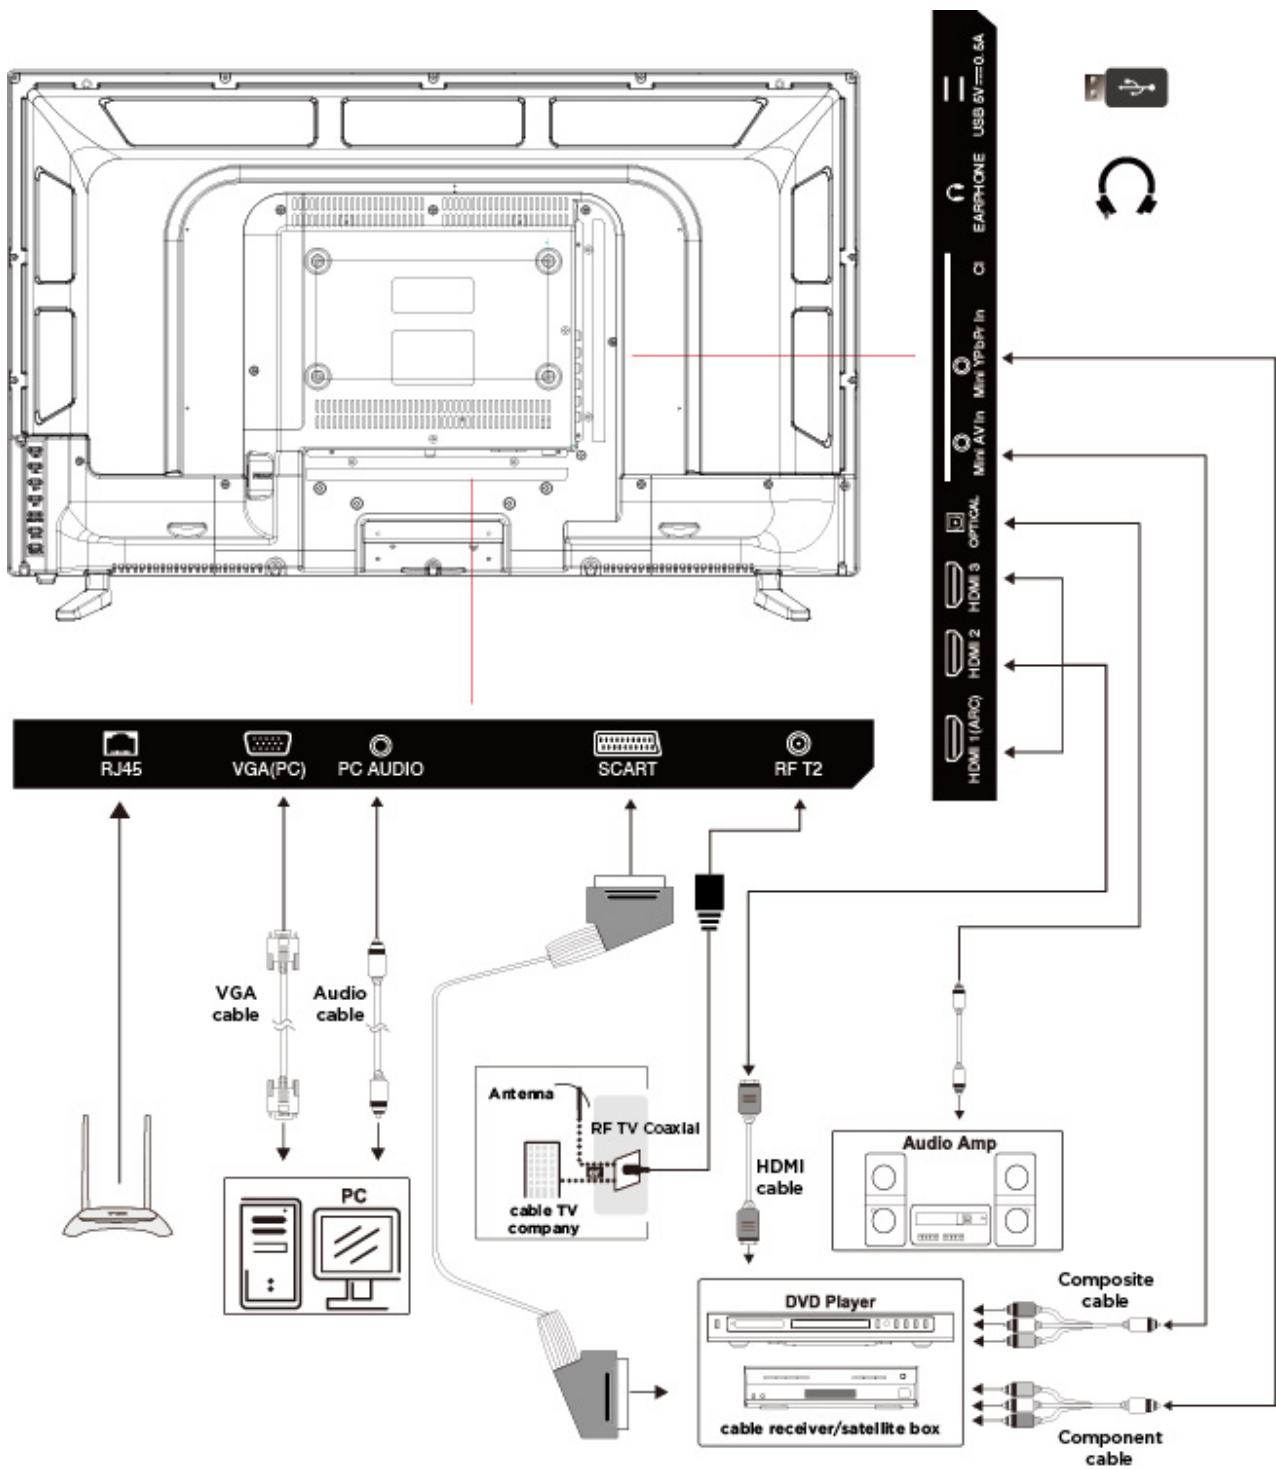 USB 5V⎓0.5A
EARPHONE
CI
Mini YPbPr In
Mini AV In
OPTICAL
HDMI 3
HDMI 2
HDMI 1(ARC)
RJ45
VGA(PC)
PC AUDIO
SCART
RF T2
VGA
cable
Audio
cable
Antenna
RF TV Coaxial
cable TV
company
HDMI
cable
Audio Amp
PC
DVD Player
cable receiver/satellite box
Composite
cable
Component
cable